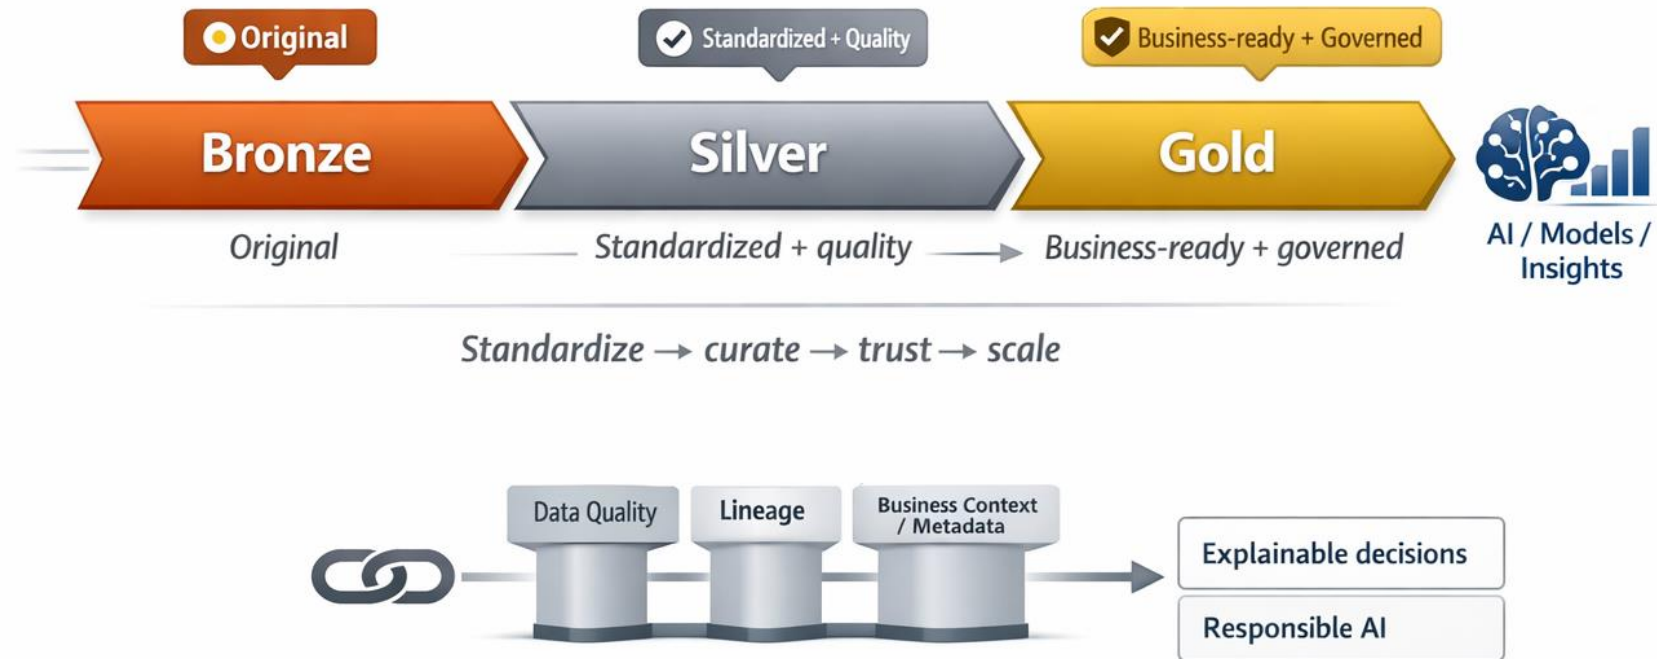 Original
Standardized + Quality
Business-ready + Governed
Bronze
Silver
Gold
Original
Standardized + quality
Business-ready + governed
AI / Models /
Insights
Standardize → curate → trust → scale
Data Quality
Lineage
Business Context
/ Metadata
Explainable decisions
Responsible AI